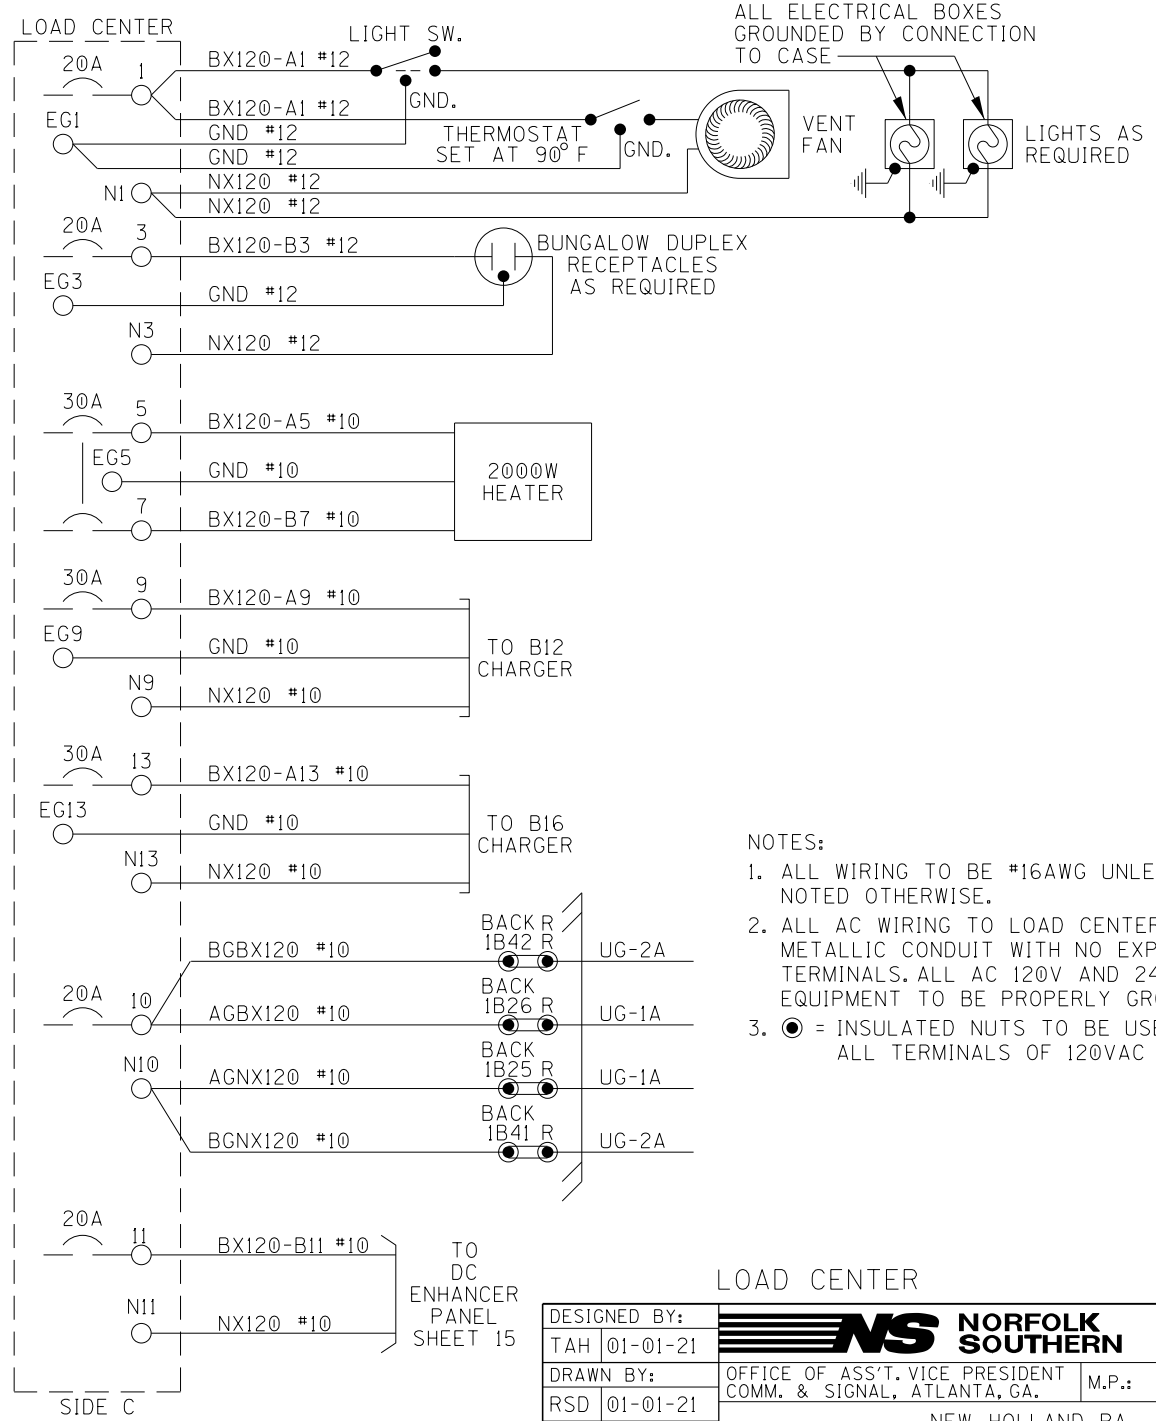 LOAD CENTER
20A
1
BX120-A1 #12
LIGHT SW.
ALL ELECTRICAL BOXES
GROUNDED BY CONNECTION
TO CASE
GND.
BX120-A1 #12
EG1
GND #12
THERMOSTAT
SET AT 90° F
GND.
VENT
FAN
LIGHTS AS
REQUIRED
GND #12
NX120 #12
N1
NX120 #12
20A
3
BX120-B3 #12
BUNGALOW DUPLEX
RECEPTACLES
AS REQUIRED
EG3
GND #12
N3
NX120 #12
30A
5
BX120-A5 #10
EG5
GND #10
2000W
HEATER
7
BX120-B7 #10
30A
9
BX120-A9 #10
EG9
GND #10
TO B12
CHARGER
N9
NX120 #10
30A
13
BX120-A13 #10
EG13
GND #10
TO B16
CHARGER
N13
NX120 #10
NOTES:
1. ALL WIRING TO BE #16AWG UNLE
NOTED OTHERWISE.
2. ALL AC WIRING TO LOAD CENTER
METALLIC CONDUIT WITH NO EXP
TERMINALS. ALL AC 120V AND 24
EQUIPMENT TO BE PROPERLY GR
3. = INSULATED NUTS TO BE USE
ALL TERMINALS OF 120VAC
BACK R
1B42 R
BGBX120 #10
UG-2A
20A
10
AGBX120 #10
BACK
1B26 R
UG-1A
N10
AGNX120 #10
BACK
1B25 R
UG-1A
BGNX120 #10
BACK
1B41 R
UG-2A
20A
11
BX120-B11 #10
TO
DC
ENHANCER
PANEL
SHEET 15
N11
NX120 #10
SIDE C
LOAD CENTER
DESIGNED BY:
TAH 01-01-21
DRAWN BY:
RSD 01-01-21
NS NORFOLK
SOUTHERN
OFFICE OF ASS'T. VICE PRESIDENT
COMM. & SIGNAL, ATLANTA, GA.
M.P.:
NEW HOLLAND, PA